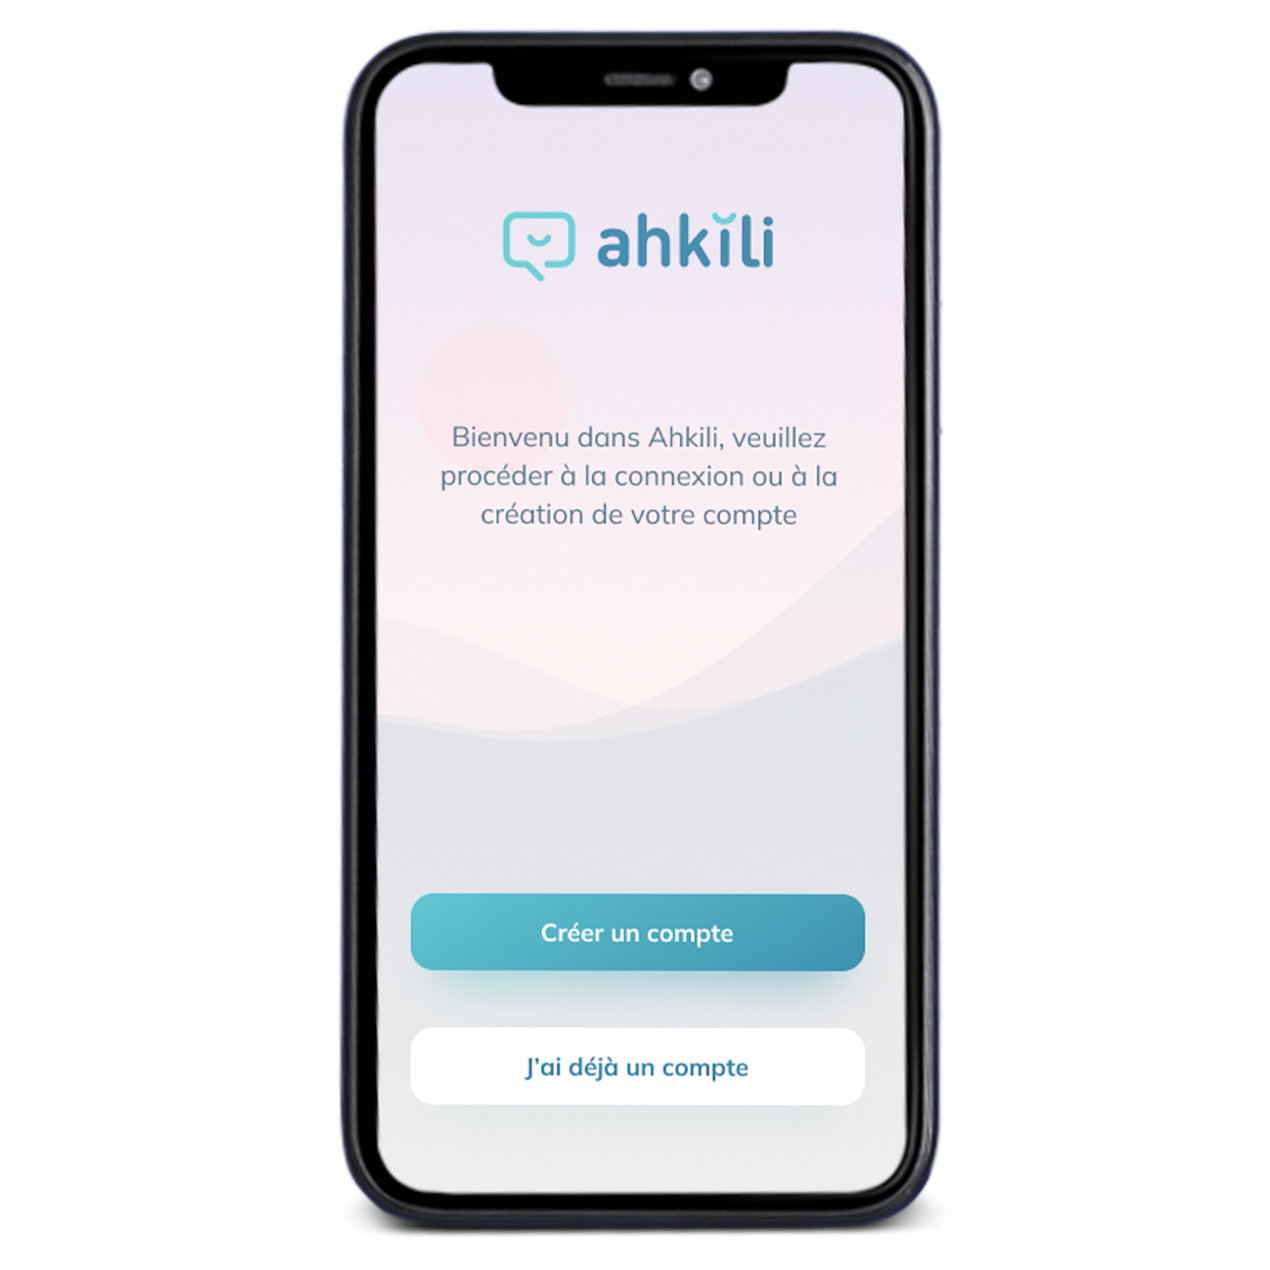 ahkili
Bienvenu dans Ahkili, veuillez
procéder à la connexion ou à la
création de votre compte
Créer un compte
J'ai déjà un compte